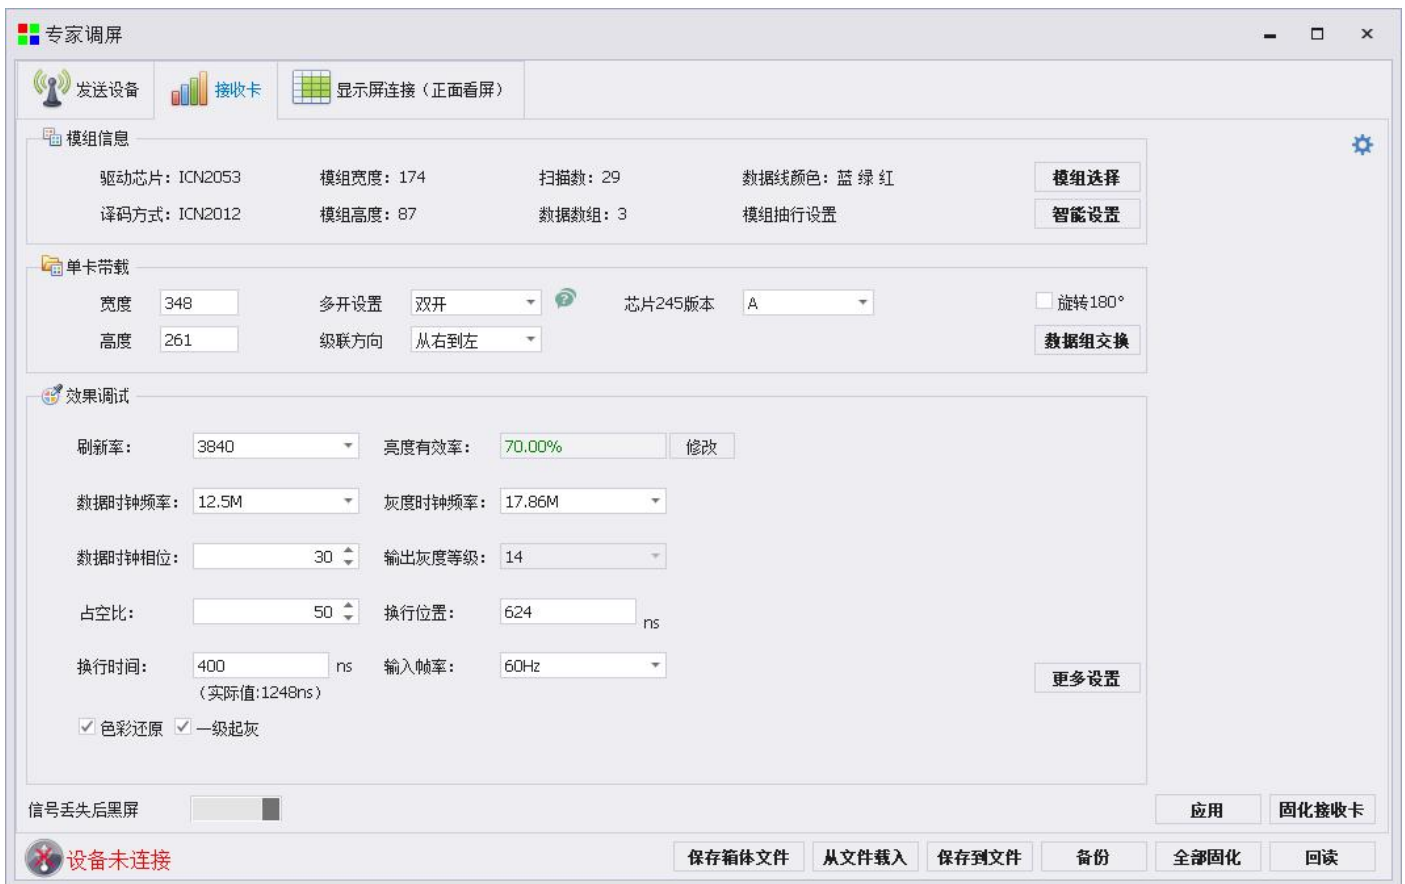 专家调屏
发送设备 接收卡 显示屏连接（正面看屏）
模组信息
驱动芯片：ICN2053 模组宽度：174 扫描数：29 数据线颜色：蓝 绿 红 模组选择
译码方式：ICN2012 模组高度：87 数据数组：3 模组抽行设置 智能设置
单卡带载
宽度 348 多开设置 双开 芯片245版本 A 旋转180°
高度 261 级联方向 从右到左 数据组交换
效果调试
刷新率： 3840 亮度有效率： 70.00% 修改
数据时钟频率： 12.5M 灰度时钟频率： 17.86M
数据时钟相位： 30 输出灰度等级： 14
占空比： 50 换行位置： 624 ns
换行时间： 400 ns 输入帧率： 60Hz 更多设置
（实际值:1248ns）
色彩还原 一级起灰
信号丢失后黑屏 应用 固化接收卡
设备未连接 保存箱体文件 从文件载入 保存到文件 备份 全部固化 回读